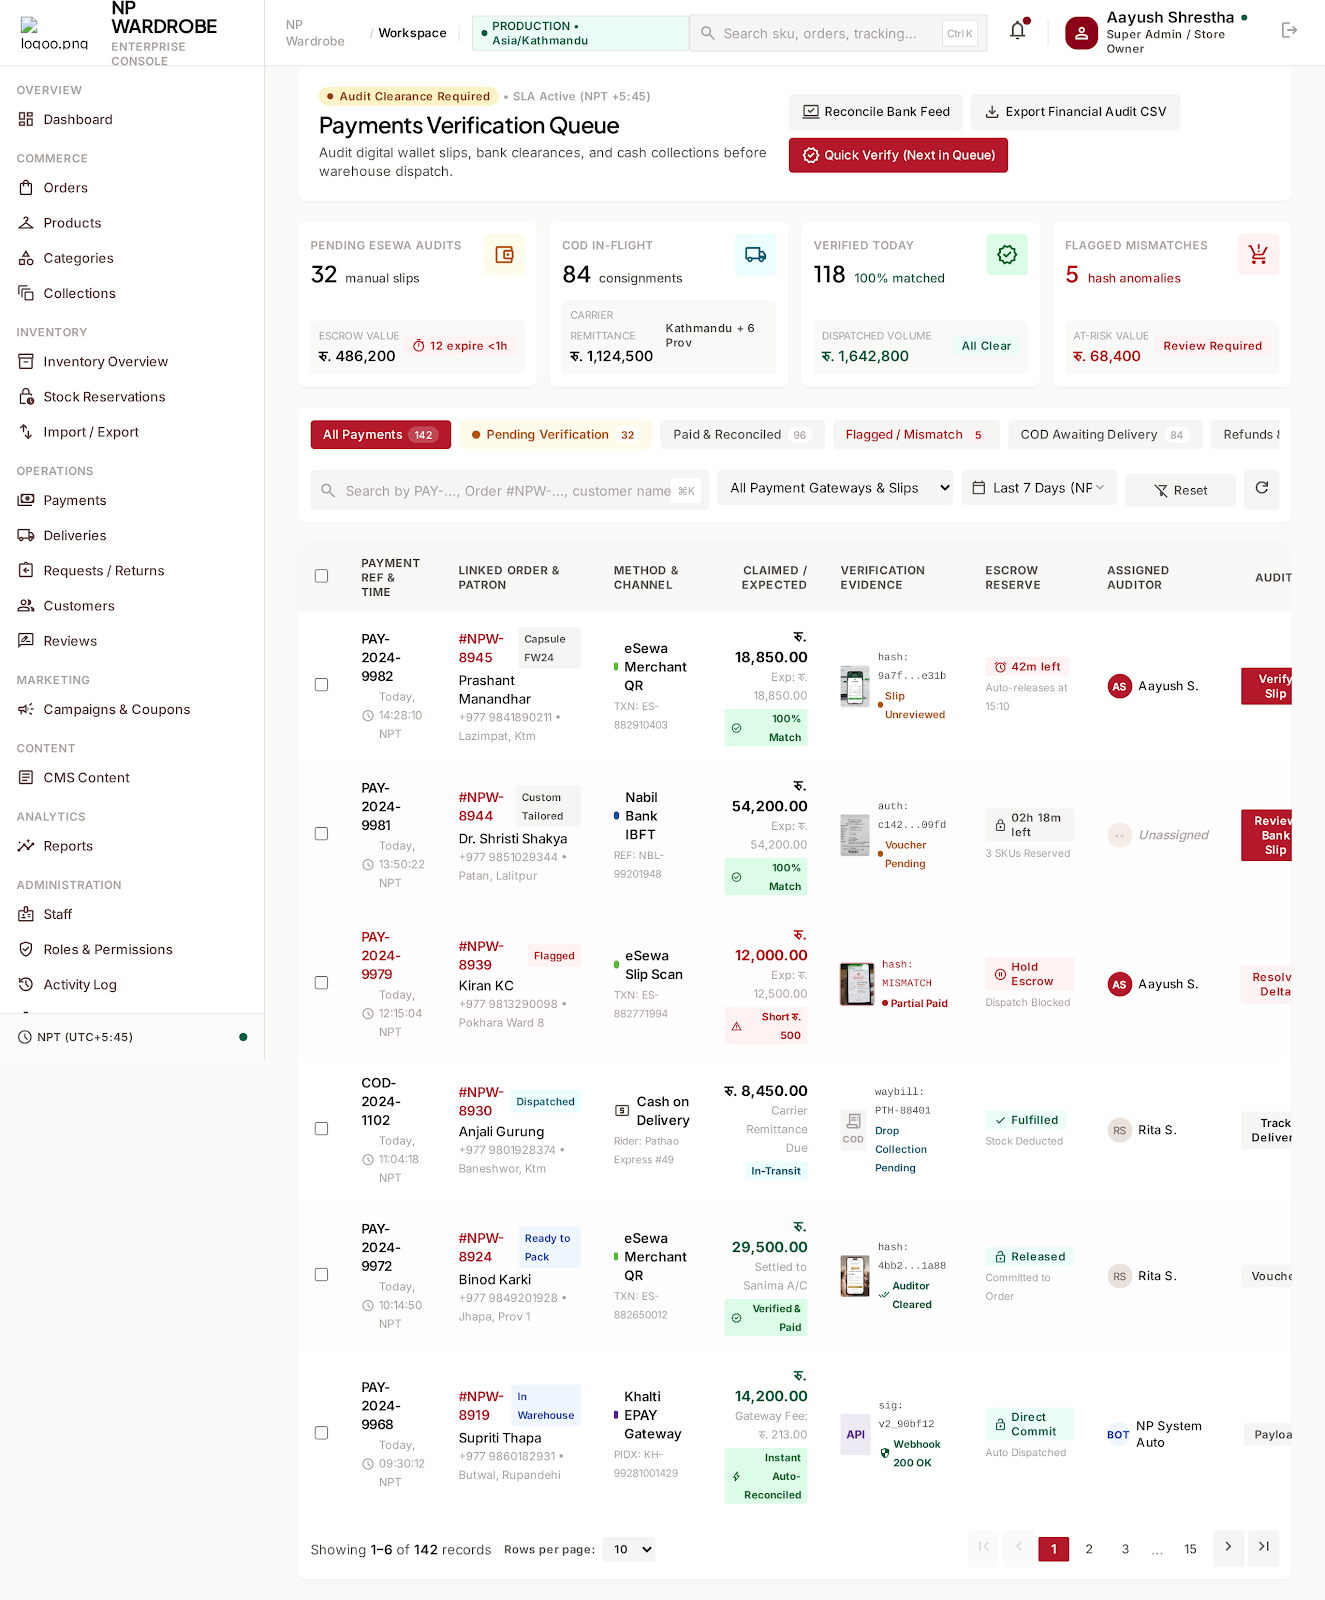 logoo.png
NP WARDROBE
ENTERPRISE CONSOLE
NP Wardrobe / Workspace
PRODUCTION • Asia/Kathmandu
Search sku, orders, tracking... Ctrl K
Aayush Shrestha
Super Admin / Store Owner
OVERVIEW
Dashboard
COMMERCE
Orders
Products
Categories
Collections
INVENTORY
Inventory Overview
Stock Reservations
Import / Export
OPERATIONS
Payments
Deliveries
Requests / Returns
Customers
Reviews
MARKETING
Campaigns & Coupons
CONTENT
CMS Content
ANALYTICS
Reports
ADMINISTRATION
Staff
Roles & Permissions
Activity Log
NPT (UTC+5:45)
Audit Clearance Required • SLA Active (NPT +5:45)
Payments Verification Queue
Audit digital wallet slips, bank clearances, and cash collections before
warehouse dispatch.
Reconcile Bank Feed
Export Financial Audit CSV
Quick Verify (Next in Queue)
PENDING ESEWA AUDITS
32 manual slips
ESCROW VALUE
रु. 486,200
12 expire <1h
COD IN-FLIGHT
84 consignments
CARRIER
REMITTANCE
रु. 1,124,500
Kathmandu + 6
Prov
VERIFIED TODAY
118 100% matched
DISPATCHED VOLUME
रु. 1,642,800
All Clear
FLAGGED MISMATCHES
5 hash anomalies
AT-RISK VALUE
रु. 68,400
Review Required
All Payments 142
Pending Verification 32
Paid & Reconciled 96
Flagged / Mismatch 5
COD Awaiting Delivery 84
Refunds &
Search by PAY-..., Order #NPW-..., customer name ⌘K
All Payment Gateways & Slips
Last 7 Days (NP
Reset
PAYMENT REF & TIME
LINKED ORDER & PATRON
METHOD & CHANNEL
CLAIMED / EXPECTED
VERIFICATION EVIDENCE
ESCROW RESERVE
ASSIGNED AUDITOR
AUDIT
PAY-2024-9982
Today, 14:28:10 NPT
#NPW-8945
Capsule FW24
Prashant Manandhar
+977 9841890211 •
Lazimpat, Ktm
eSewa Merchant QR
TXN: ES-882910403
रु. 18,850.00
Exp: रु. 18,850.00
100% Match
hash: 9a7f...e31b
Slip Unreviewed
42m left
Auto-releases at 15:10
AS Aayush S.
Verify Slip
PAY-2024-9981
Today, 13:50:22 NPT
#NPW-8944
Custom Tailored
Dr. Shristi Shakya
+977 9851029344 •
Patan, Lalitpur
Nabil Bank IBFT
REF: NBL-99201948
रु. 54,200.00
Exp: रु. 54,200.00
100% Match
auth: c142...09fd
Voucher Pending
02h 18m left
3 SKUs Reserved
-- Unassigned
Review Bank Slip
PAY-2024-9979
Today, 12:15:04 NPT
#NPW-8939
Flagged
Kiran KC
+977 9813290098 •
Pokhara Ward 8
eSewa Slip Scan
TXN: ES-882771994
रु. 12,000.00
Exp: रु. 12,500.00
Short रु. 500
hash: MISMATCH
Partial Paid
Hold Escrow
Dispatch Blocked
AS Aayush S.
Resolv Delta
COD-2024-1102
Today, 11:04:18 NPT
#NPW-8930
Dispatched
Anjali Gurung
+977 9801928374 •
Baneshwor, Ktm
Cash on Delivery
Rider: Pathao Express #49
रु. 8,450.00
Carrier Remittance Due
In-Transit
COD
waybill: PTH-88401
Drop Collection Pending
Fulfilled
Stock Deducted
RS Rita S.
Track Deliver
PAY-2024-9972
Today, 10:14:50 NPT
#NPW-8924
Ready to Pack
Binod Karki
+977 9849201928 •
Jhapa, Prov 1
eSewa Merchant QR
TXN: ES-882650012
रु. 29,500.00
Settled to Sanima A/C
Verified & Paid
hash: 4bb2...1a88
Auditor Cleared
Released
Committed to Order
RS Rita S.
Vouche
PAY-2024-9968
Today, 09:30:12 NPT
#NPW-8919
In Warehouse
Supriti Thapa
+977 9860182931 •
Butwal, Rupandehi
Khalti EPAY Gateway
PIDX: KH-99281001429
रु. 14,200.00
Gateway Fee: रु. 213.00
Instant Auto-Reconciled
API
sig: v2_90bf12
Webhook 200 OK
Direct Commit
Auto Dispatched
BOT NP System Auto
Payloa
Showing 1–6 of 142 records Rows per page: 10
1 2 3 ... 15